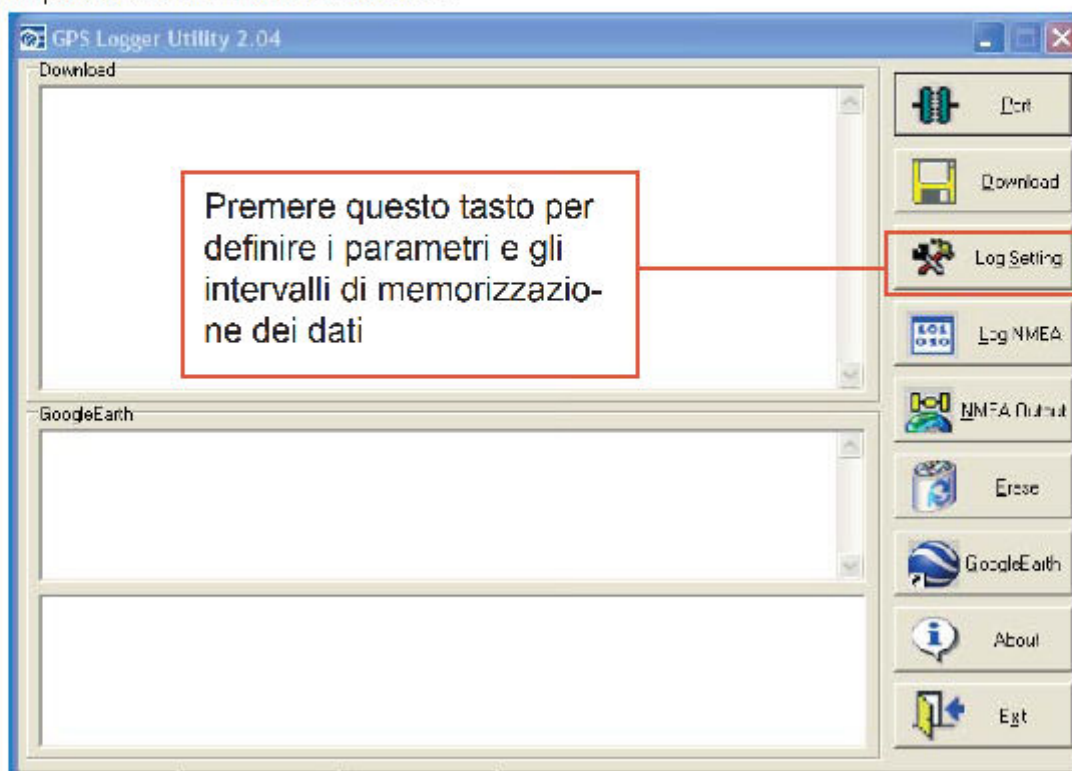 GPS Logger Utility 2.04
Download
Premere questo tasto per
definire i parametri e gli
intervalli di memorizzazio-
ne dei dati
GoogleEarth
Port
Download
Log Setting
Log NMEA
NMEA Output
Erase
GoogleEarth
About
Exit